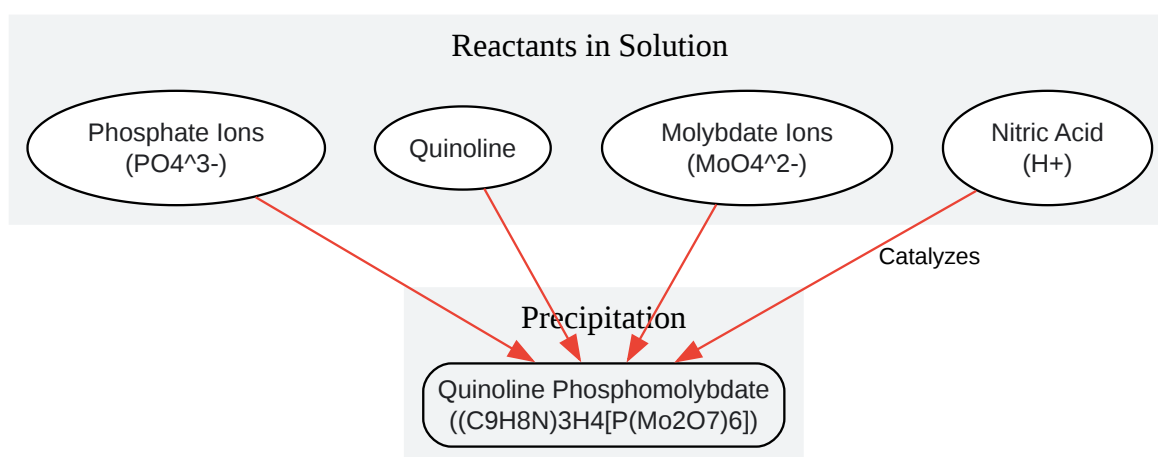 Reactants in Solution
Phosphate Ions
(PO4^3-)
Quinoline
Molybdate Ions
(MoO4^2-)
Nitric Acid
(H+)
Catalyzes
Precipitation
Quinoline Phosphomolybdate
((C9H8N)3H4[P(Mo2O7)6])